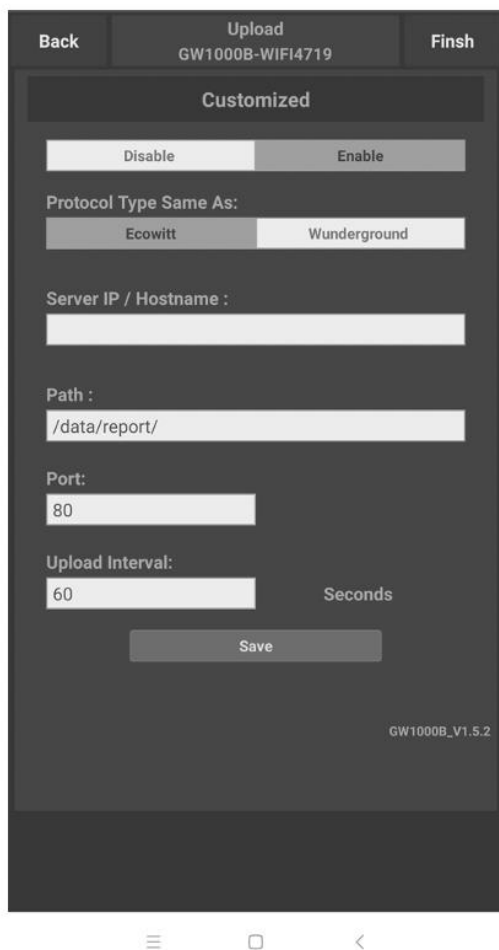 Back
Upload
GW1000B-WIFI4719
Finsh
Customized
Disable
Enable
Protocol Type Same As:
Ecowitt
Wunderground
Server IP / Hostname :
Path :
/data/report/
Port:
80
Upload Interval:
60
Seconds
Save
GW1000B_V1.5.2